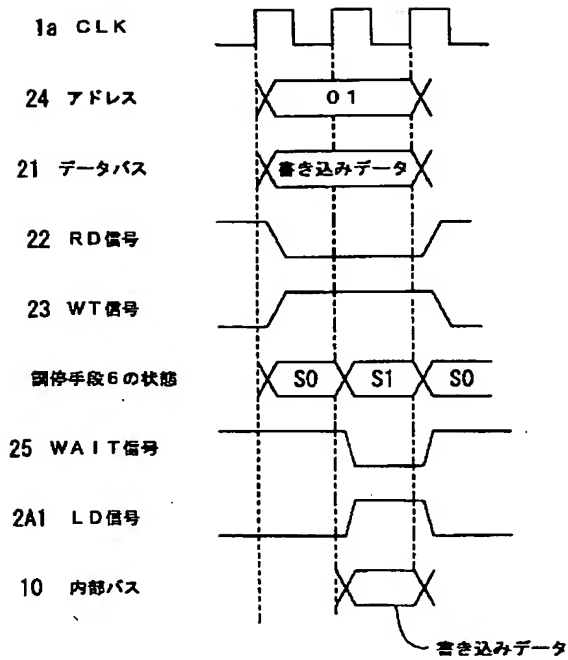 1a CLK
24 アドレス
01
21 データバス
書き込みデータ
22 RD信号
23 WT信号
調停手段6の状態
S0 S1 S0
25 WAIT信号
2A1 LD信号
10 内部バス
書き込みデータ